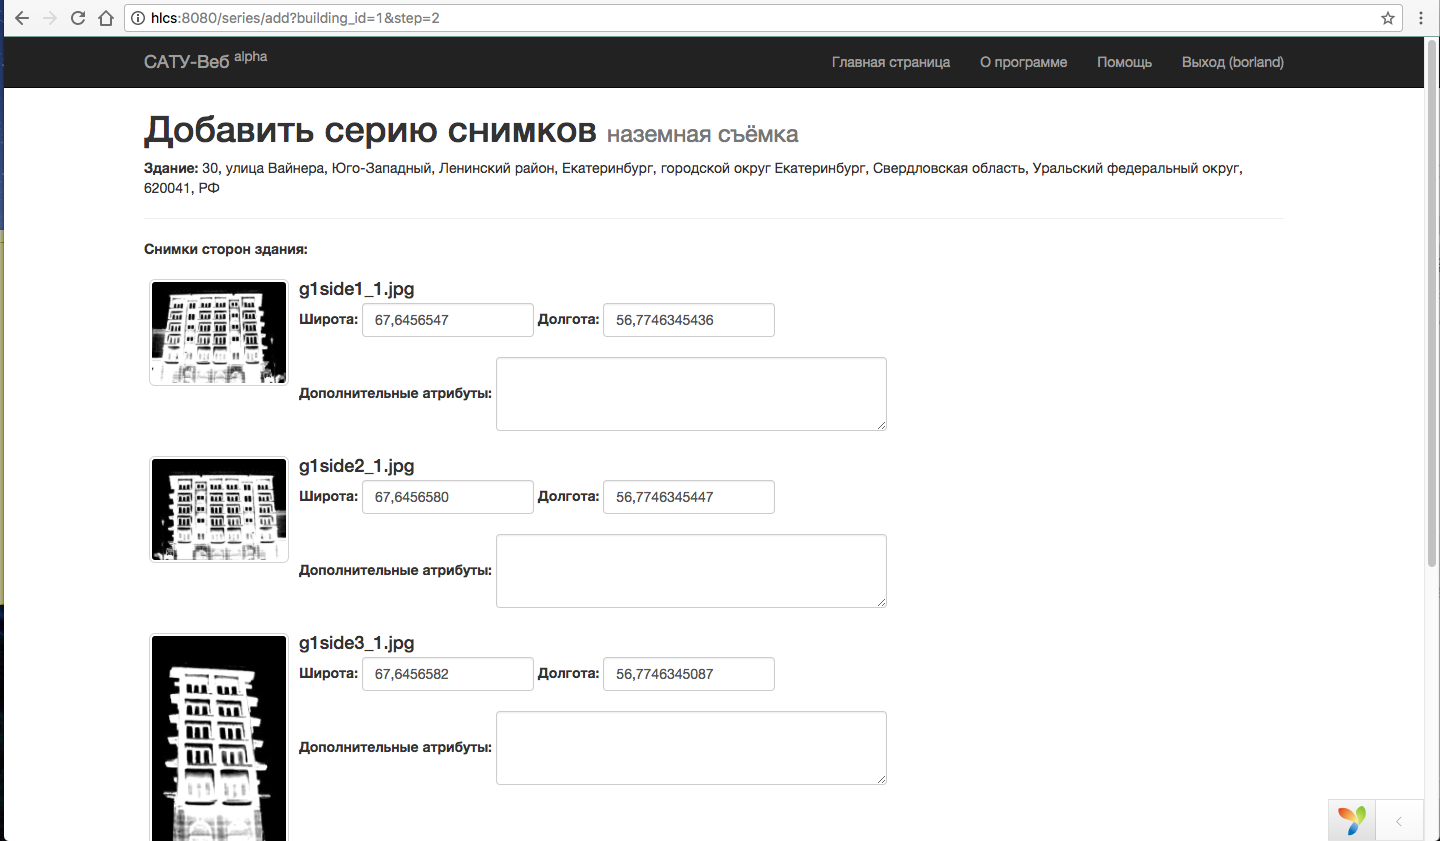 hlcs:8080/series/add?building_id=1&step=2
САТУ-Веб alpha
Главная страница О программе Помощь Выход (borland)
Добавить серию снимков наземная съёмка
Здание: 30, улица Вайнера, Юго-Западный, Ленинский район, Екатеринбург, городской округ Екатеринбург, Свердловская область, Уральский федеральный округ,
620041, РФ
Снимки сторон здания:
g1side1_1.jpg
Широта: 67,6456547 Долгота: 56,7746345436
Дополнительные атрибуты:
g1side2_1.jpg
Широта: 67,6456580 Долгота: 56,7746345447
Дополнительные атрибуты:
g1side3_1.jpg
Широта: 67,6456582 Долгота: 56,7746345087
Дополнительные атрибуты: